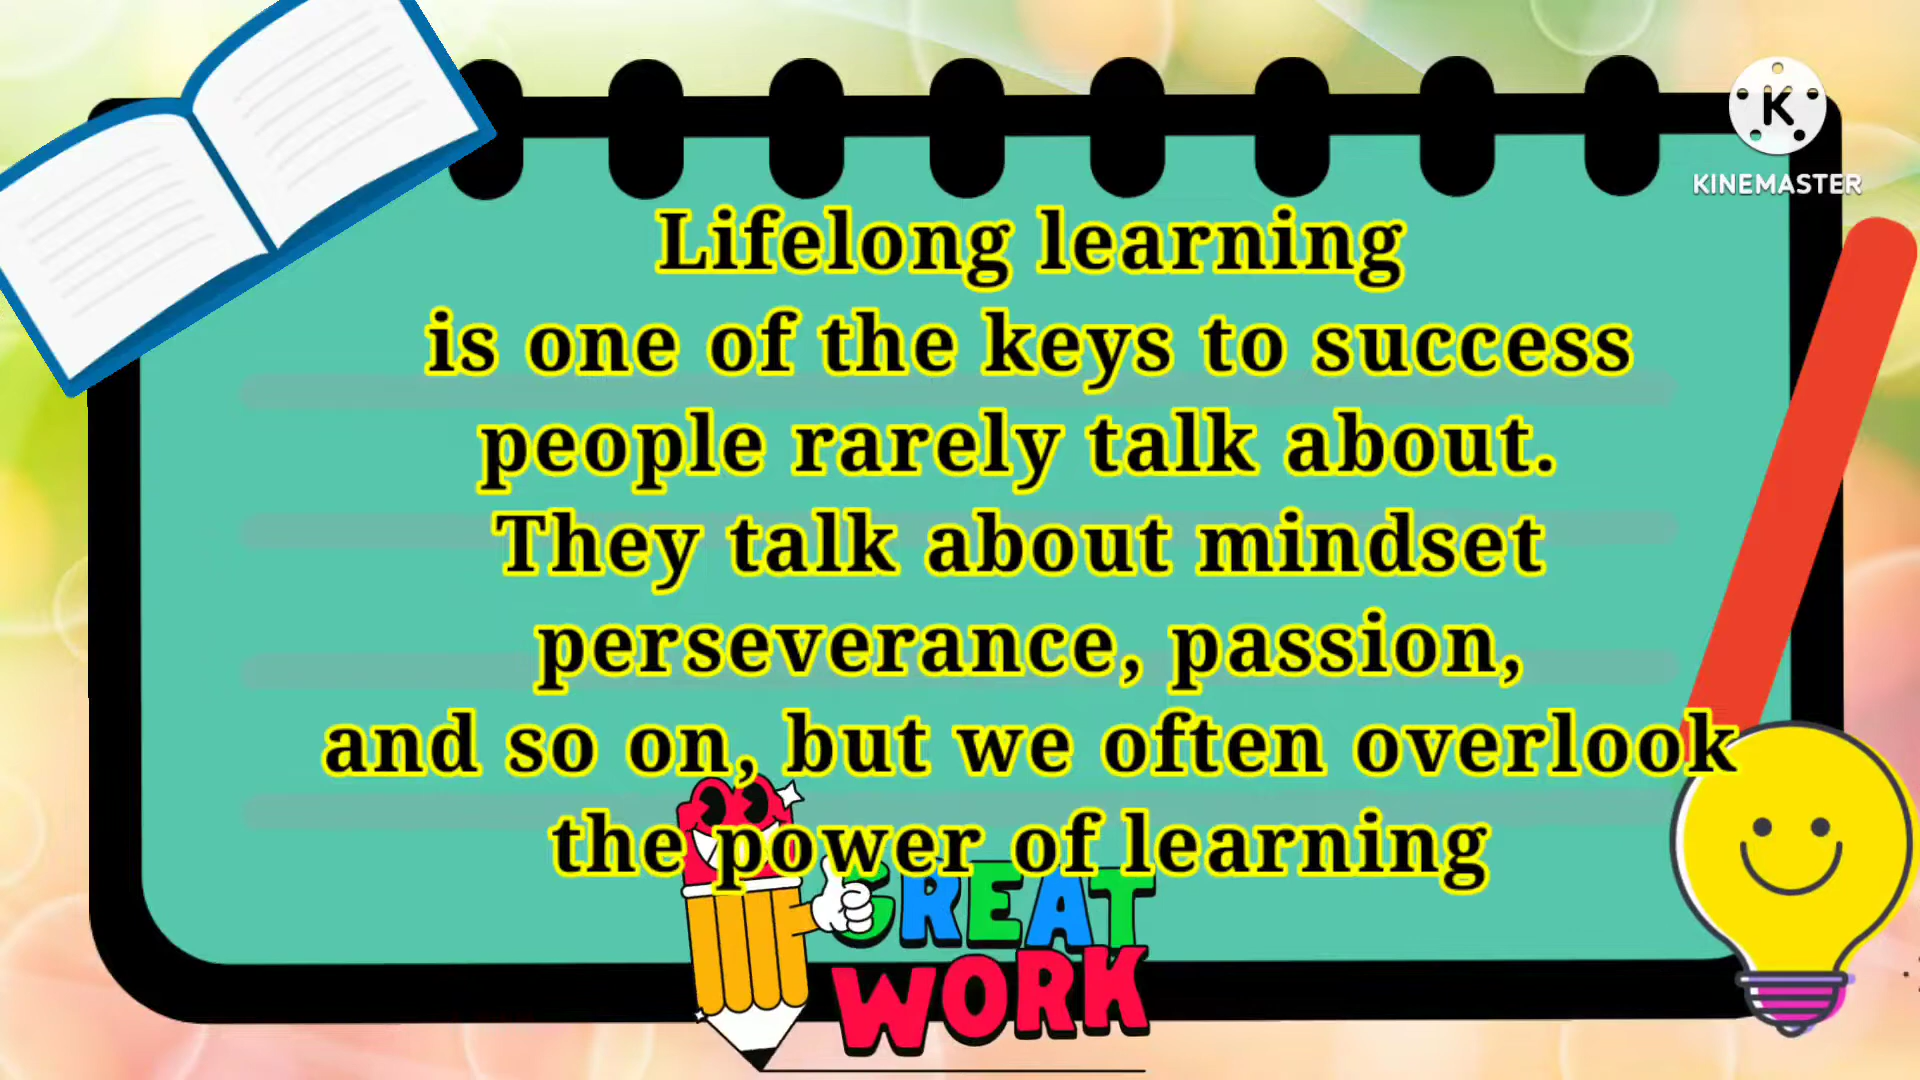 K
KINEMASTER
Lifelong learning
is one of the keys to success
people rarely talk about.
They talk about mindset
perseverance, passion,
and so on, but we often overlook
the power of learning
GREAT
WORK